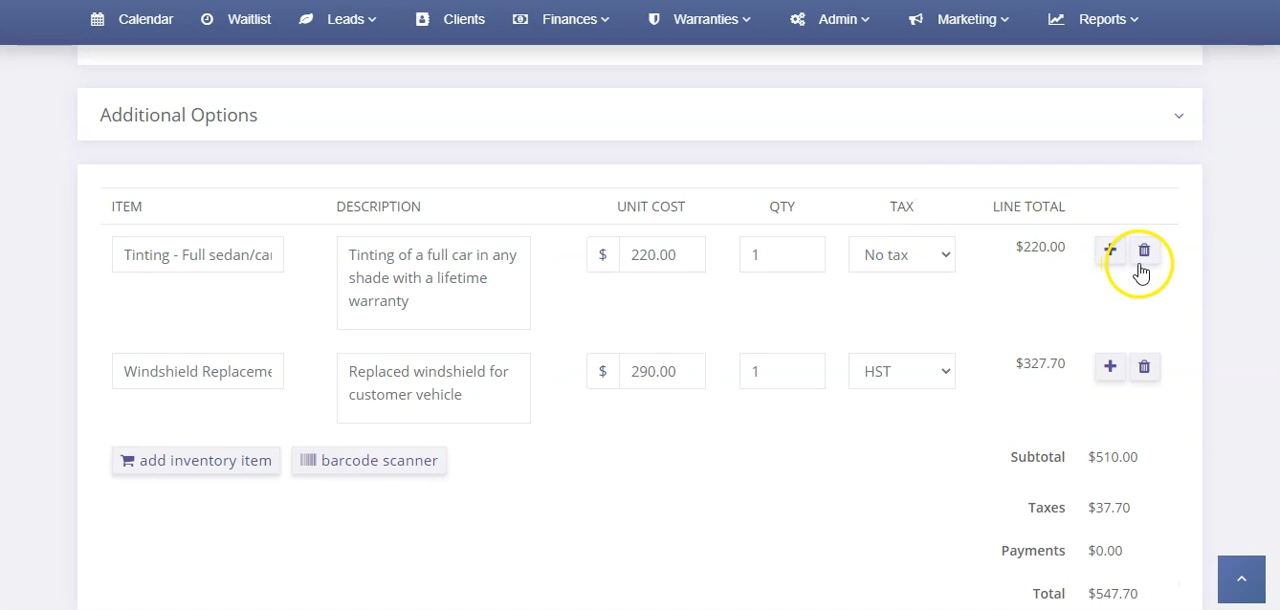 Calendar Waitlist Leads Clients Finances Warranties Admin Marketing Reports
Additional Options
ITEM DESCRIPTION UNIT COST QTY TAX LINE TOTAL
Tinting - Full sedan/car Tinting of a full car in any $ 220.00 1 No tax $220.00
shade with a lifetime
warranty
Windshield Replaceme Replaced windshield for $ 290.00 1 HST $327.70
customer vehicle
add inventory item barcode scanner
Subtotal $510.00
Taxes $37.70
Payments $0.00
Total $547.70